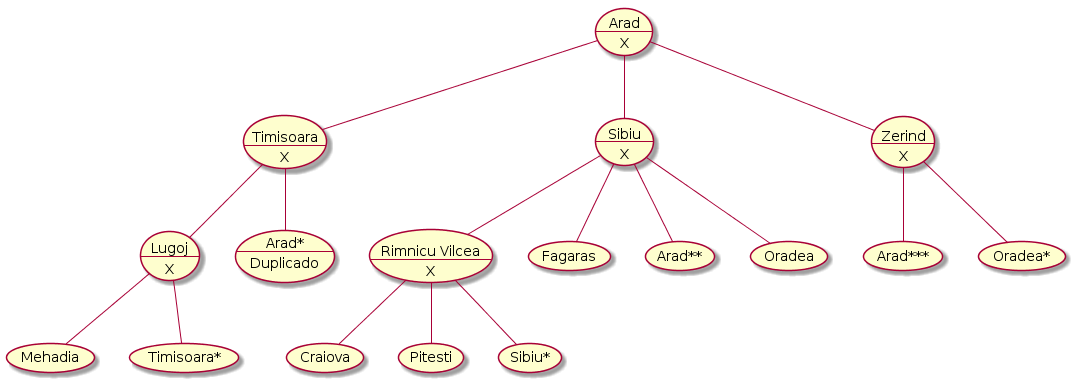 Arad
X
Timisoara
X
Sibiu
X
Zerind
X
Lugoj
X
Arad*
Duplicado
Rimnicu Vilcea
X
Fagaras
Arad**
Oradea
Arad***
Oradea*
Mehadia
Timisoara*
Craiova
Pitesti
Sibiu*